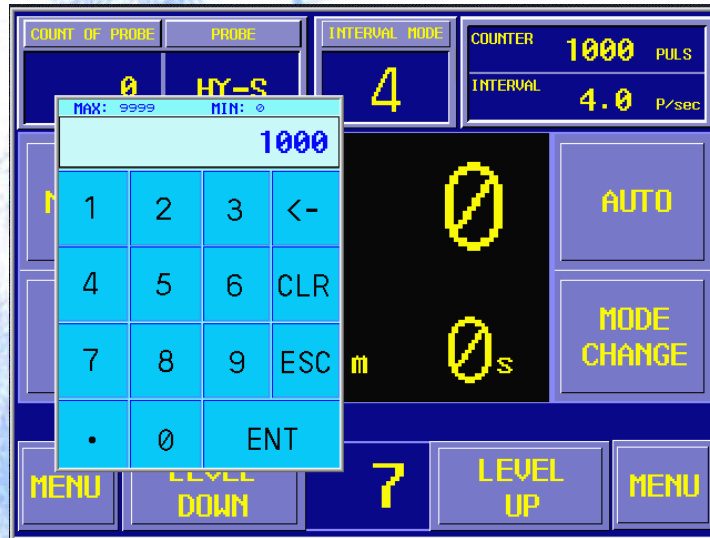 COUNT OF PROBE
PROBE
INTERVAL MODE
COUNTER 1000 PULS
0
HY-S
4
INTERVAL 4.0 P/sec
MAX: 9999 MIN: 0
1000
1 2 3 <-
4 5 6 CLR
7 8 9 ESC
. 0 ENT
0
AUTO
m 0s
MODE
CHANGE
MENU
LEVEL
DOWN
7
LEVEL
UP
MENU